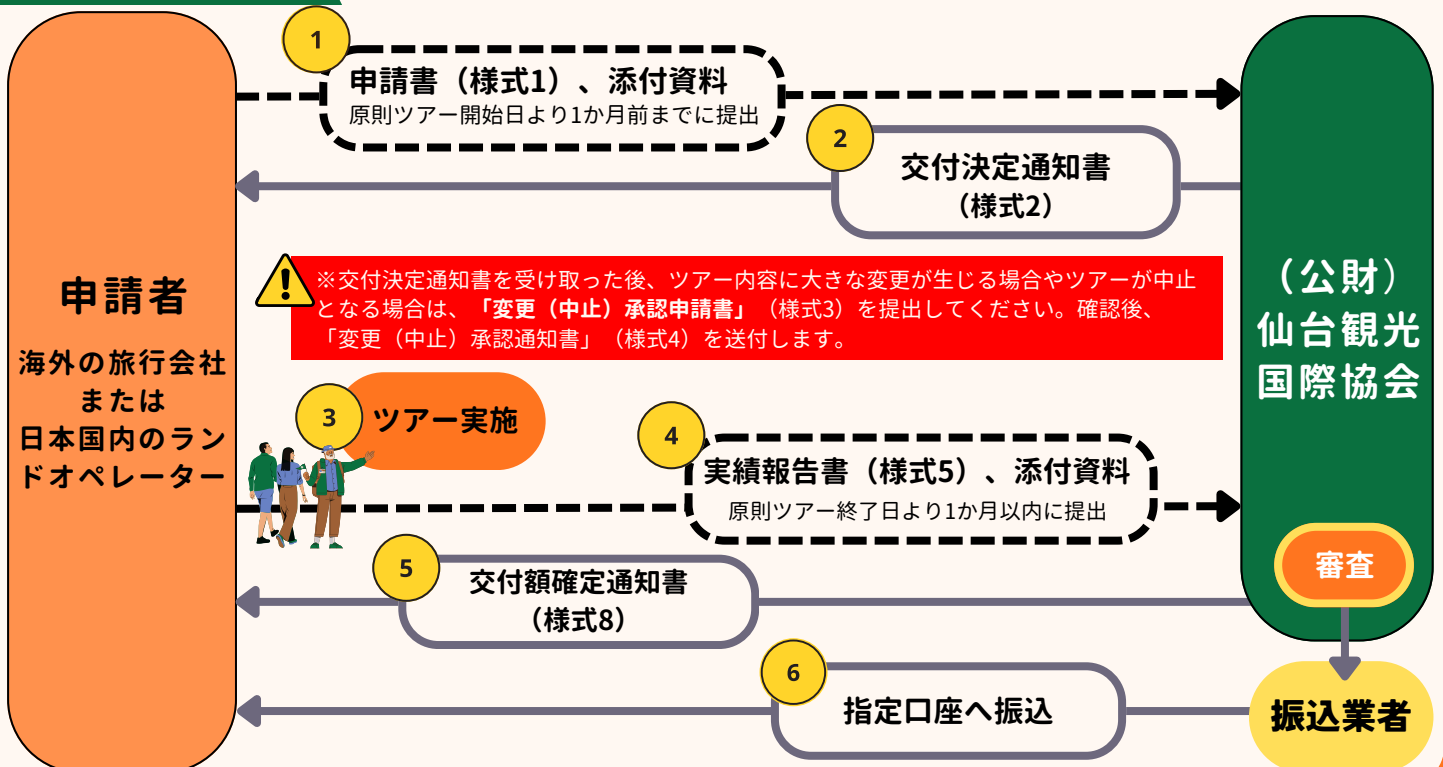 1
申請書（様式1）、添付資料
原則ツアー開始日より1か月前までに提出
2
交付決定通知書
（様式2）
申請者
海外の旅行会社
または
日本国内のラン
ドオペレーター
※交付決定通知書を受け取った後、ツアー内容に大きな変更が生じる場合やツアーが中止
となる場合は、「変更（中止）承認申請書」（様式3）を提出してください。確認後、
「変更（中止）承認通知書」（様式4）を送付します。
（公財）
仙台観光
国際協会
3
ツアー実施
4
実績報告書（様式5）、添付資料
原則ツアー終了日より1か月以内に提出
審査
5
交付額確定通知書
（様式8）
6
指定口座へ振込
振込業者